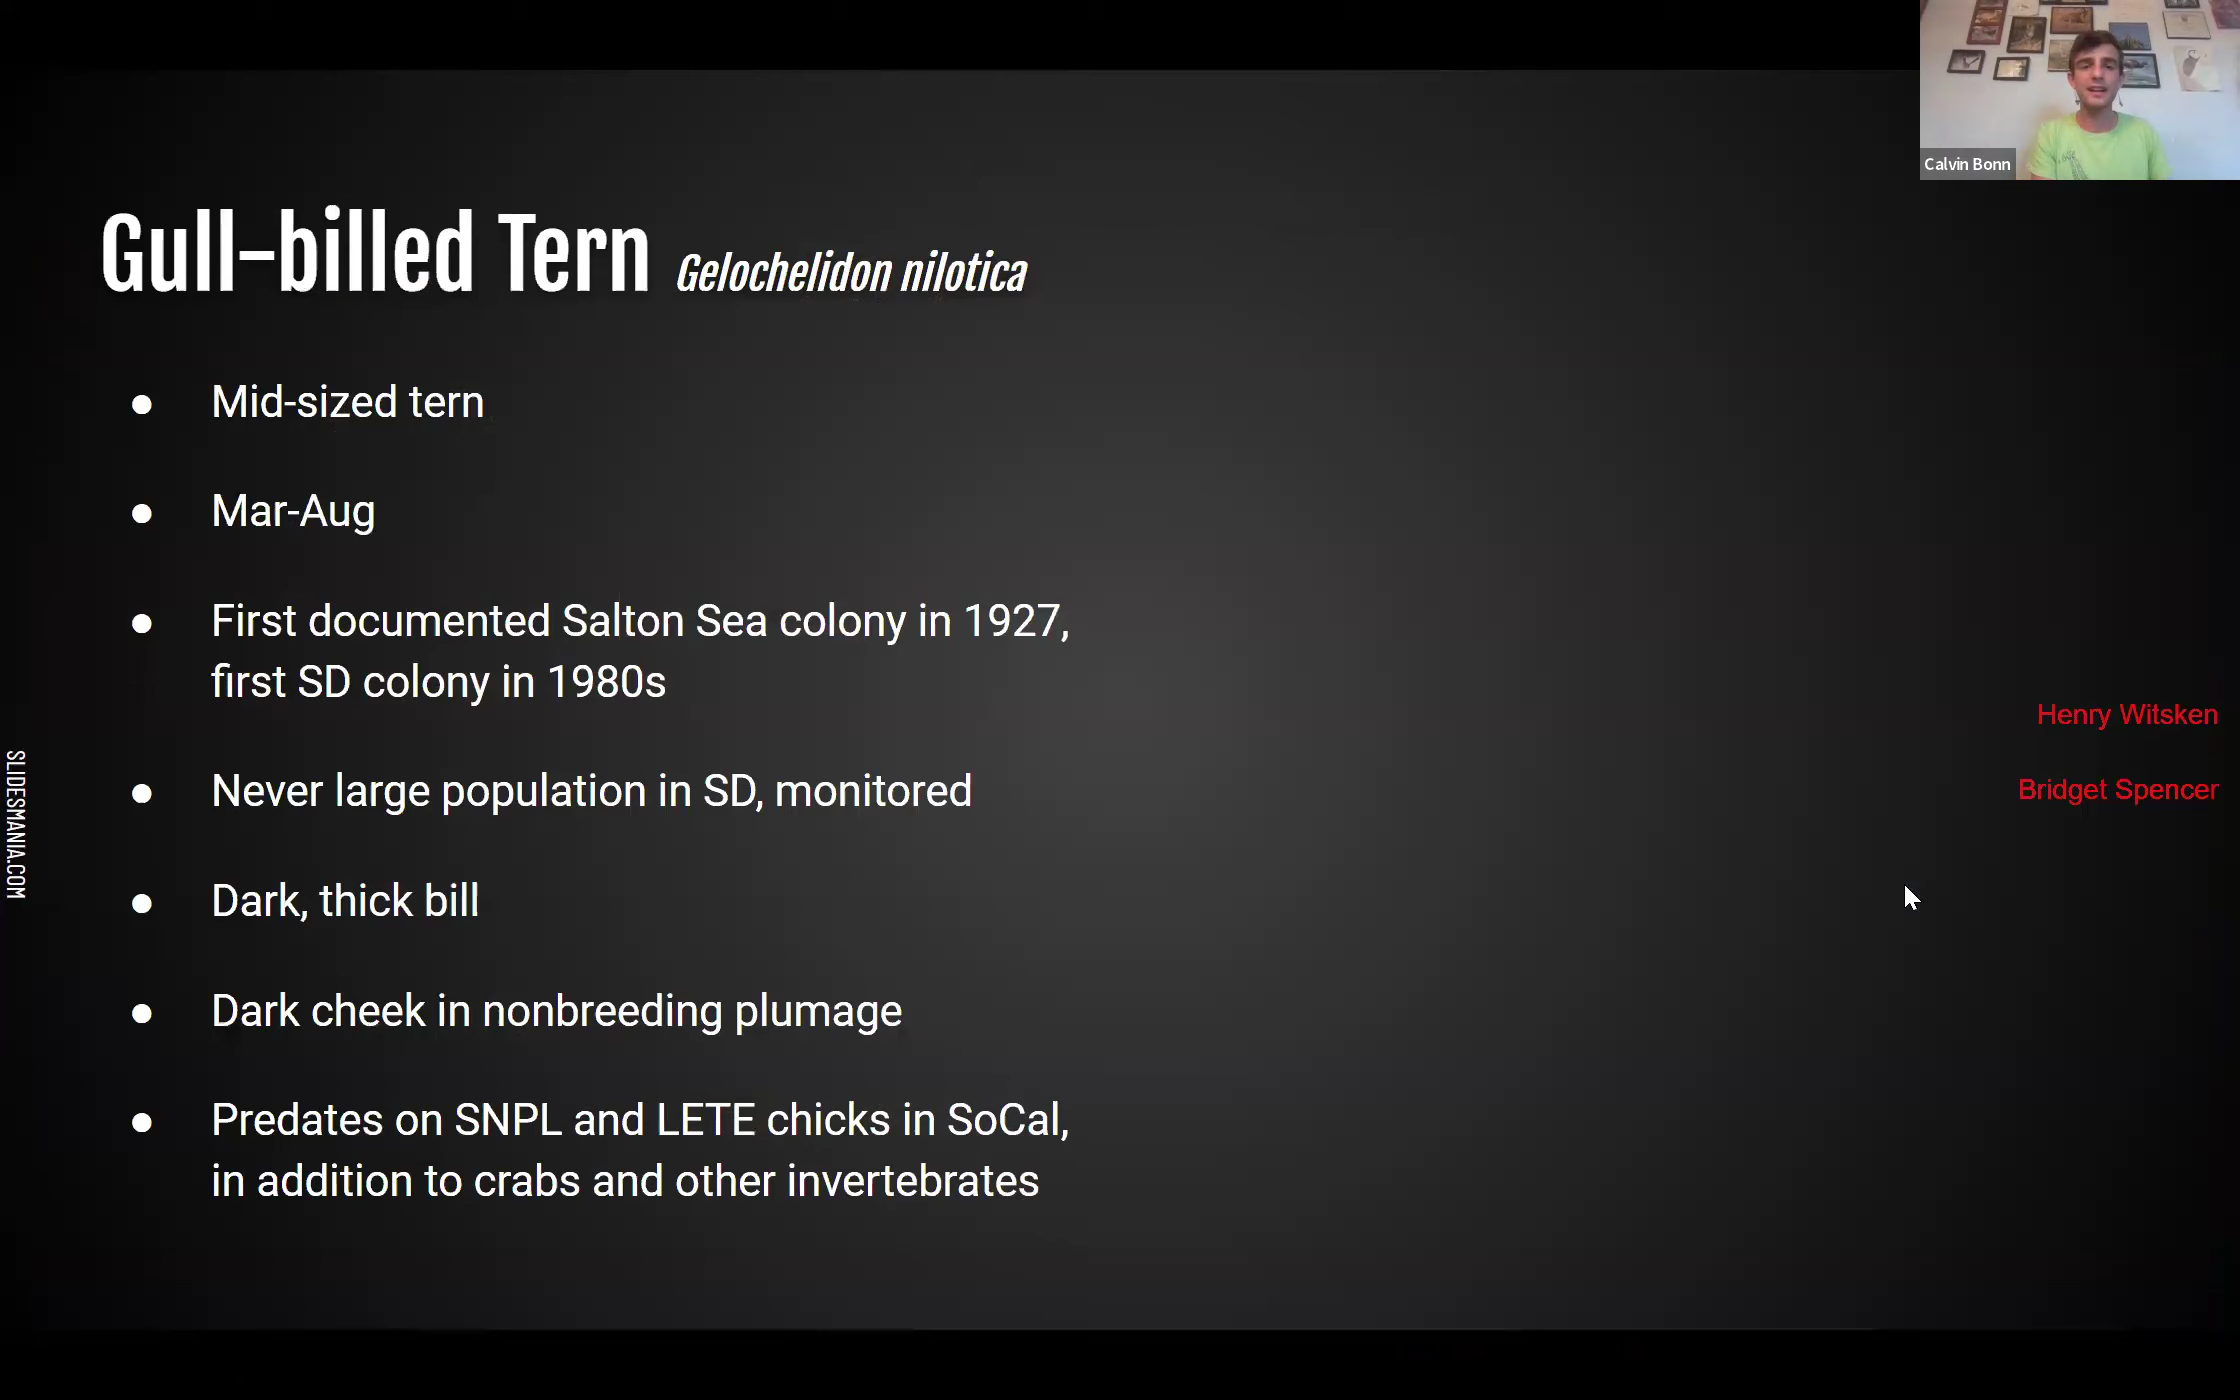 Calvin Bonn
Gull-billed Tern Gelochelidon nilotica
● Mid-sized tern
● Mar-Aug
● First documented Salton Sea colony in 1927,
first SD colony in 1980s
● Never large population in SD, monitored
● Dark, thick bill
● Dark cheek in nonbreeding plumage
● Predates on SNPL and LETE chicks in SoCal,
in addition to crabs and other invertebrates
Henry Witsken
Bridget Spencer
SLIDESMANIA.COM